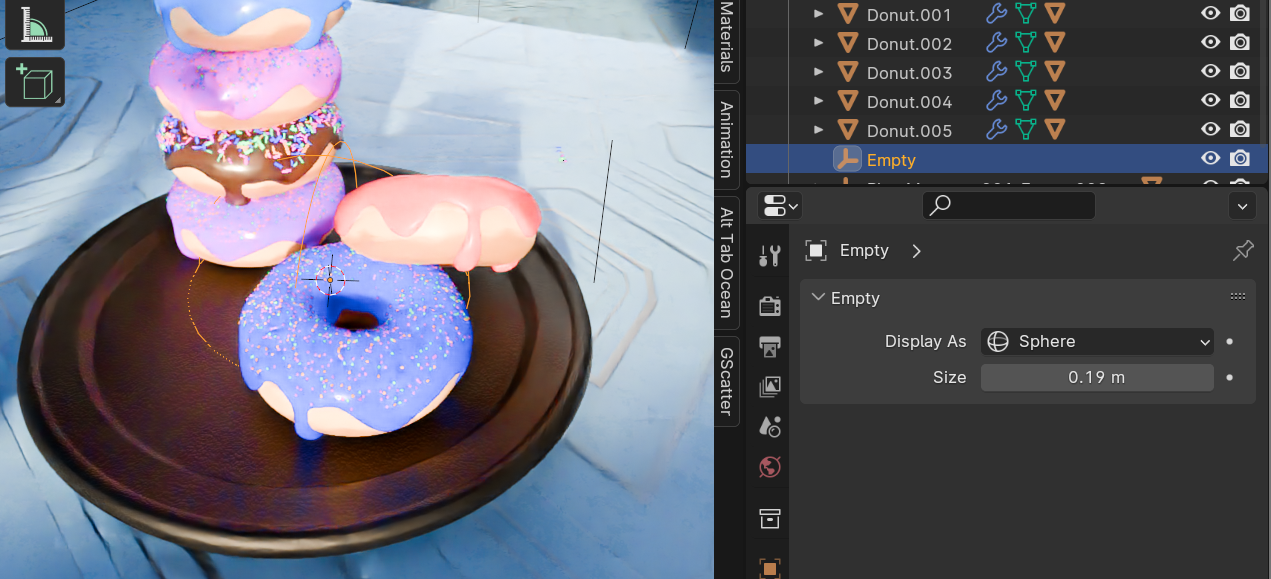 Materials
Animation
Alt Tab Ocean
GScatter
Donut.001
Donut.002
Donut.003
Donut.004
Donut.005
Empty
Empty
Empty
Display As
Sphere
Size
0.19 m